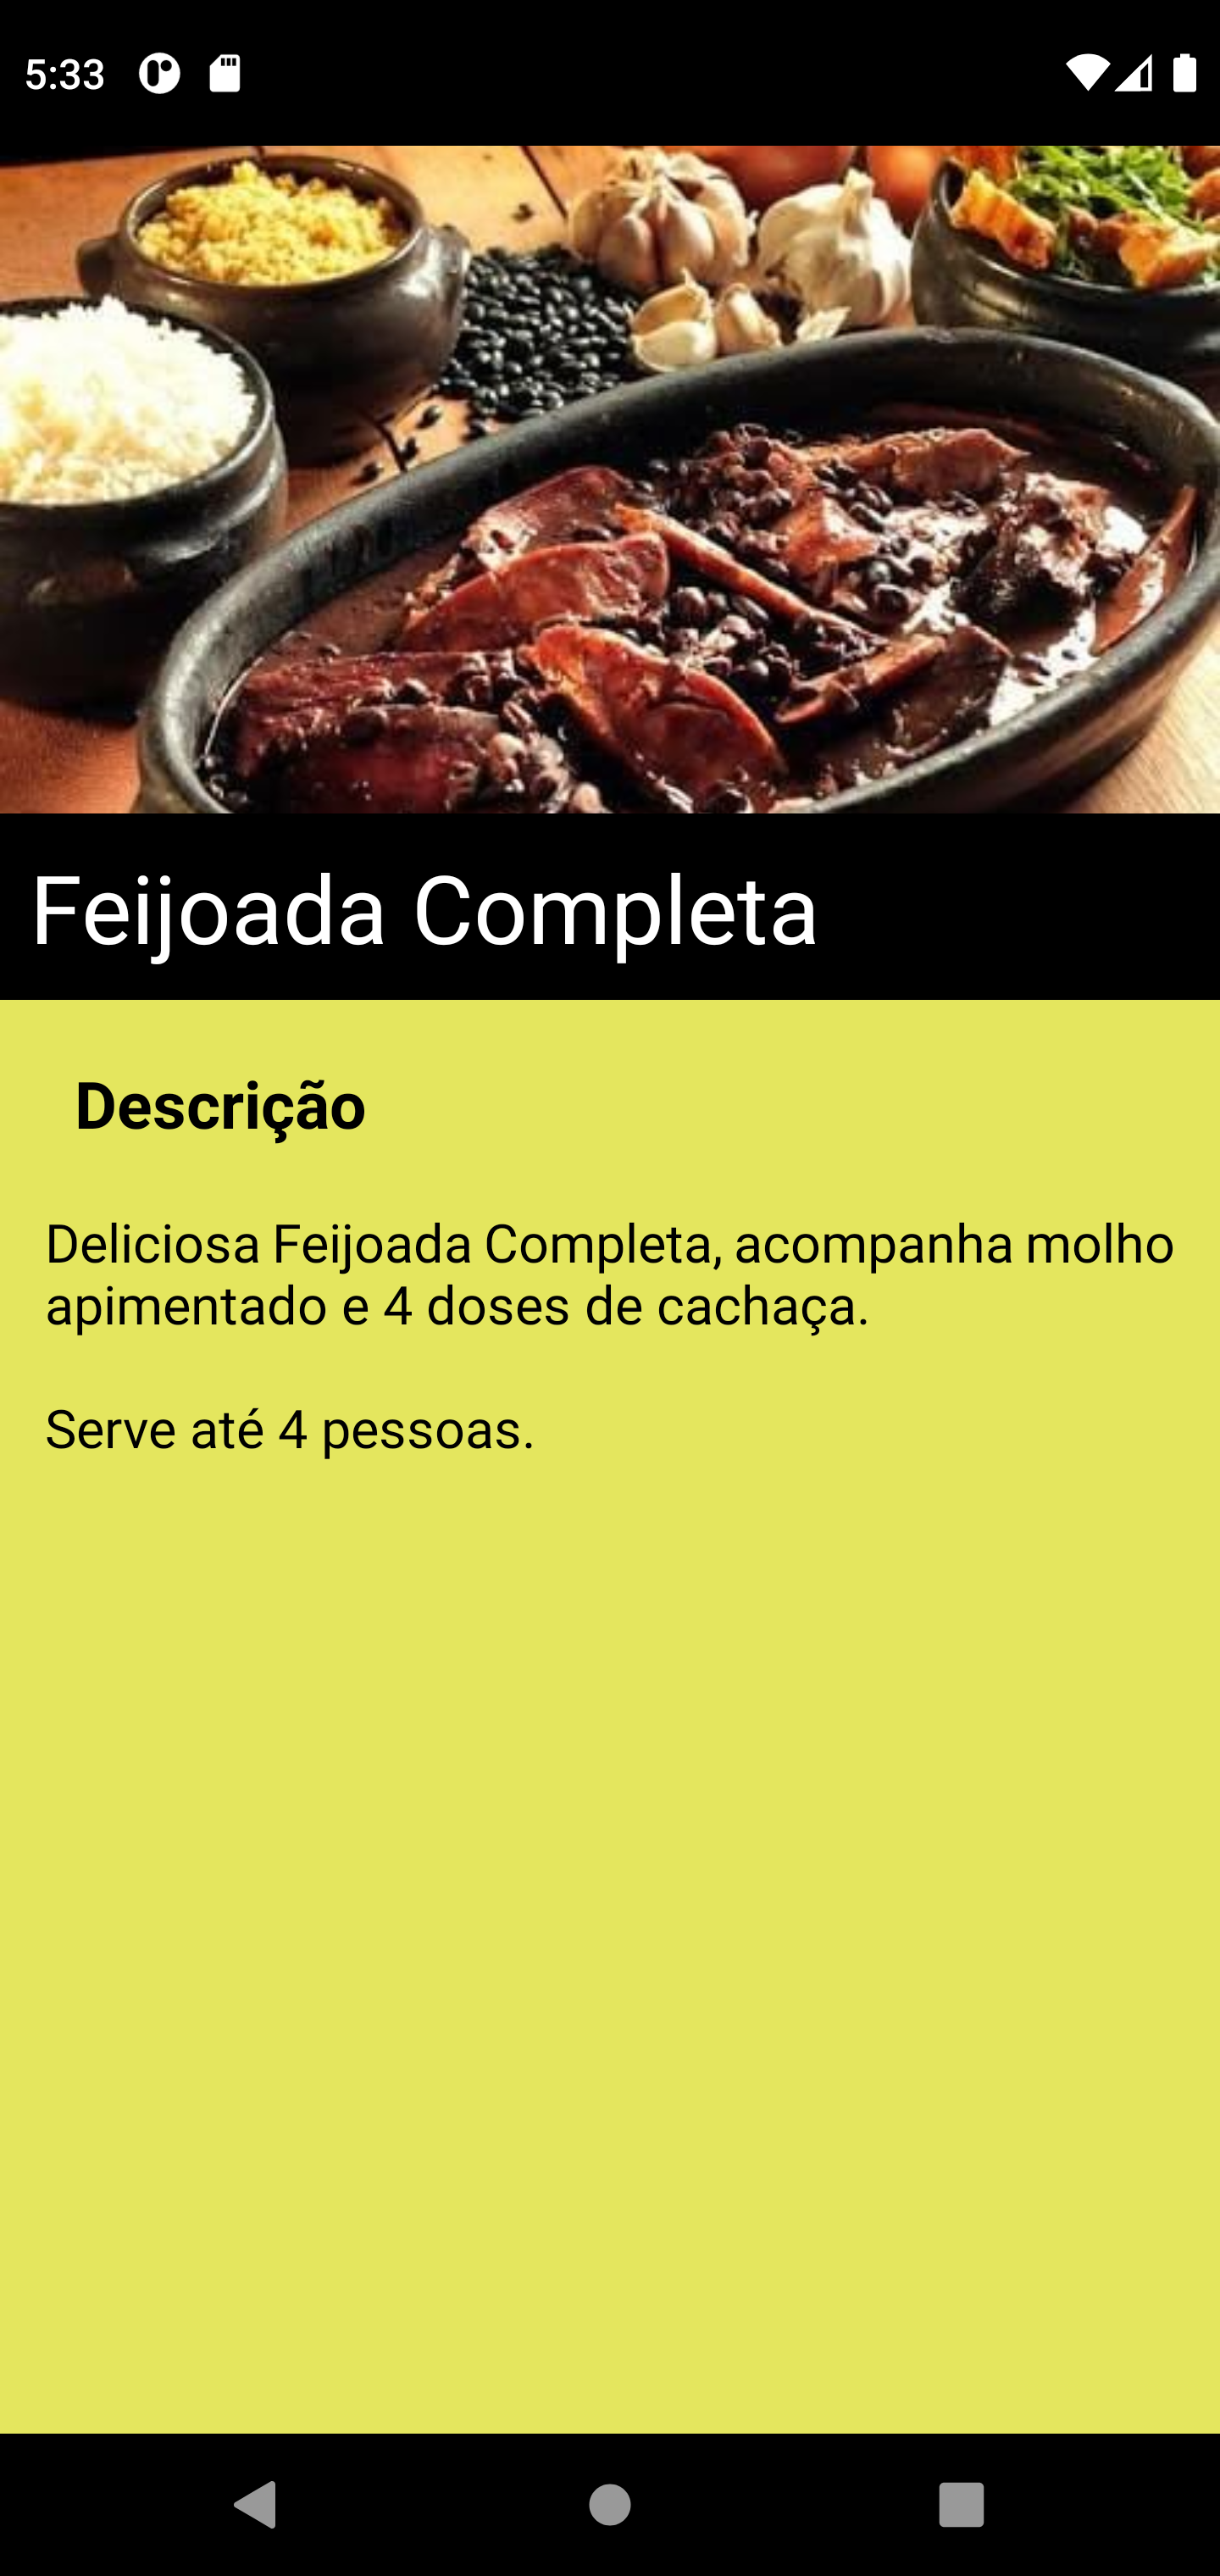 5:33
Feijoada Completa
Descrição
Deliciosa Feijoada Completa, acompanha molho
apimentado e 4 doses de cachaça.
Serve até 4 pessoas.